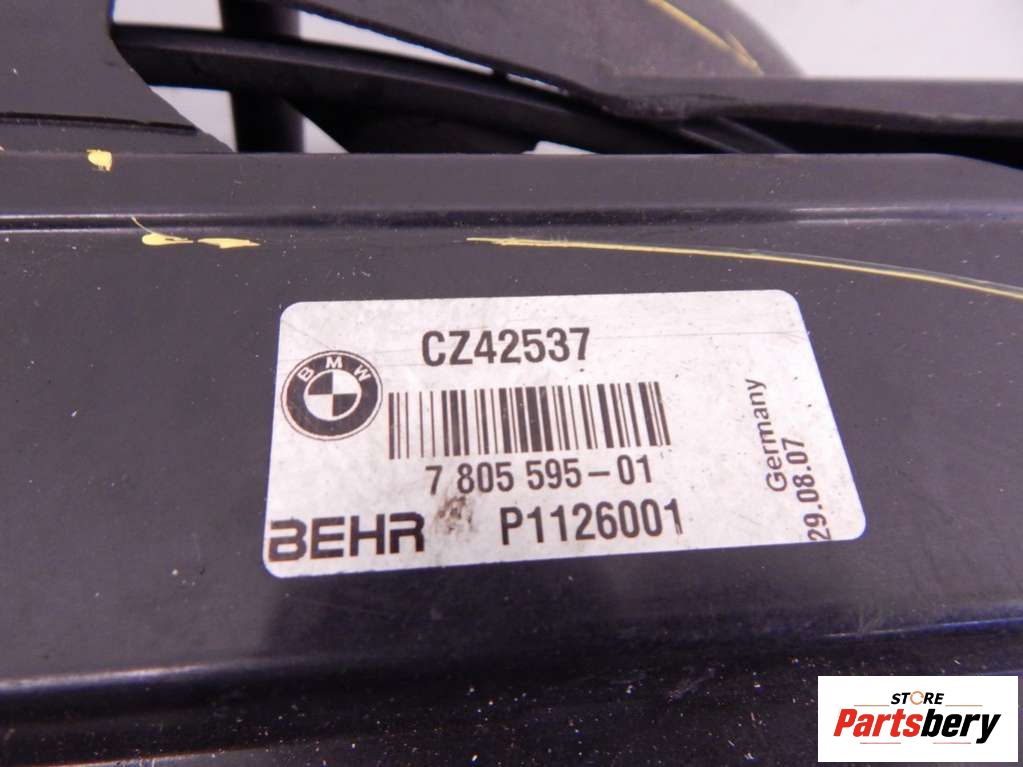 CZ42537
BMW
7 805 595-01
BEHR P1126001
Germany
29.08.07
STORE
Partsbery